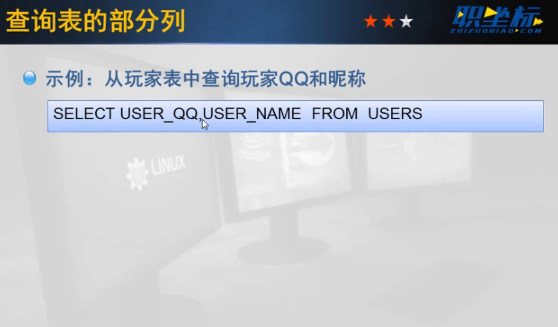 查询表的部分列
职坐标
ZHIZUOBIAO.COM
示例：从玩家表中查询玩家QQ和昵称
SELECT USER_QQ,USER_NAME  FROM  USERS
LINUX